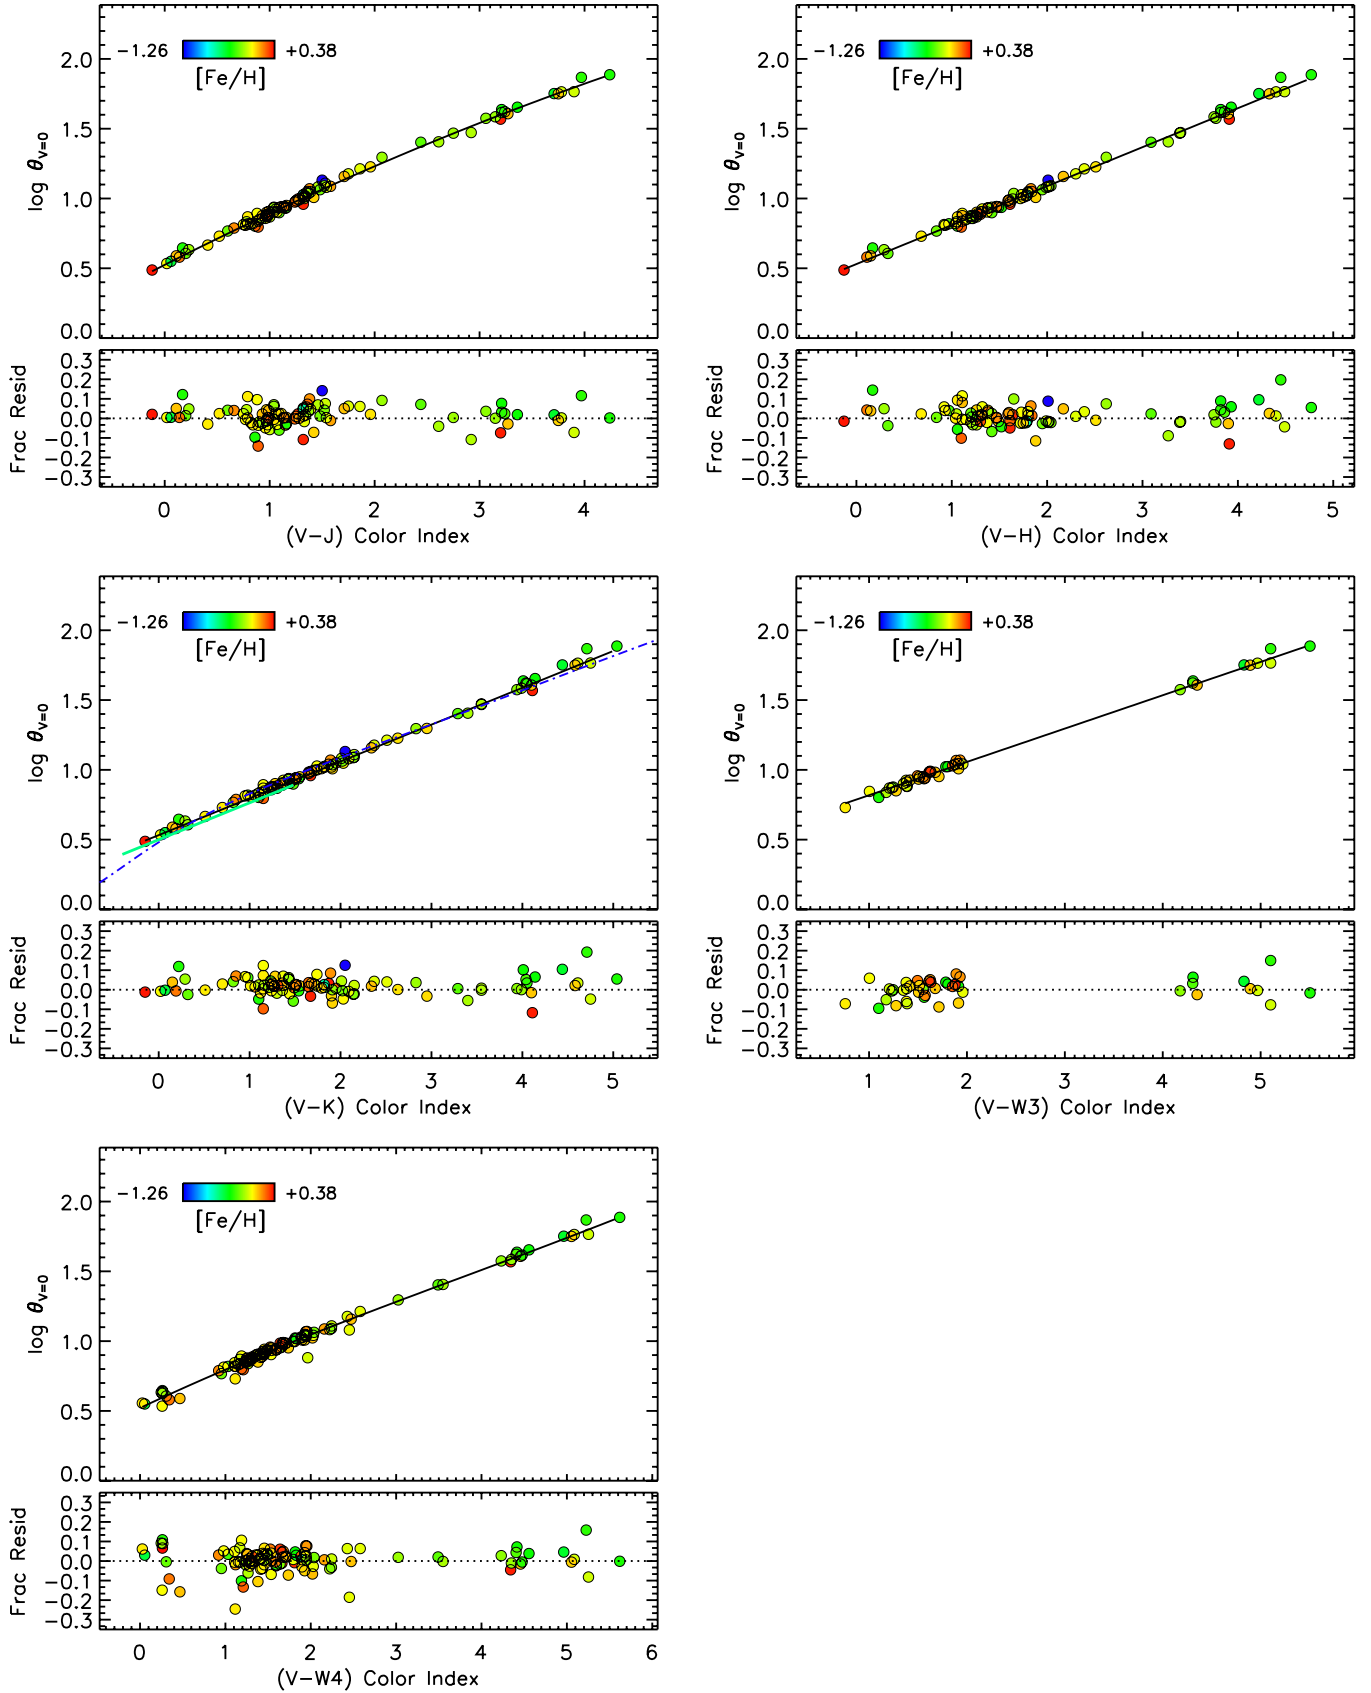 −1.26 +0.38
[Fe/H]
log θV=0
2.0
1.5
1.0
0.5
0.0
Frac Resid
0.3
0.2
0.1
0.0
−0.1
−0.2
−0.3
0 1 2 3 4
(V−J) Color Index
−1.26 +0.38
[Fe/H]
log θV=0
2.0
1.5
1.0
0.5
0.0
Frac Resid
0.3
0.2
0.1
0.0
−0.1
−0.2
−0.3
0 1 2 3 4 5
(V−H) Color Index
−1.26 +0.38
[Fe/H]
log θV=0
2.0
1.5
1.0
0.5
0.0
Frac Resid
0.3
0.2
0.1
0.0
−0.1
−0.2
−0.3
0 1 2 3 4 5
(V−K) Color Index
−1.26 +0.38
[Fe/H]
log θV=0
2.0
1.5
1.0
0.5
0.0
Frac Resid
0.3
0.2
0.1
0.0
−0.1
−0.2
−0.3
1 2 3 4 5
(V−W3) Color Index
−1.26 +0.38
[Fe/H]
log θV=0
2.0
1.5
1.0
0.5
0.0
Frac Resid
0.3
0.2
0.1
0.0
−0.1
−0.2
−0.3
0 1 2 3 4 5 6
(V−W4) Color Index